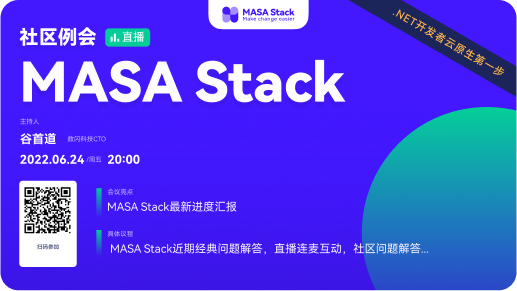 MASA Stack
Make change easier
.NET开发者云原生第一步
社区例会 直播
MASA Stack
主持人
谷首道 数闪科技CTO
2022.06.24 /周五 20:00
扫码参加
会议亮点
MASA Stack最新进度汇报
具体议程
MASA Stack近期经典问题解答，直播连麦互动，社区问题解答...